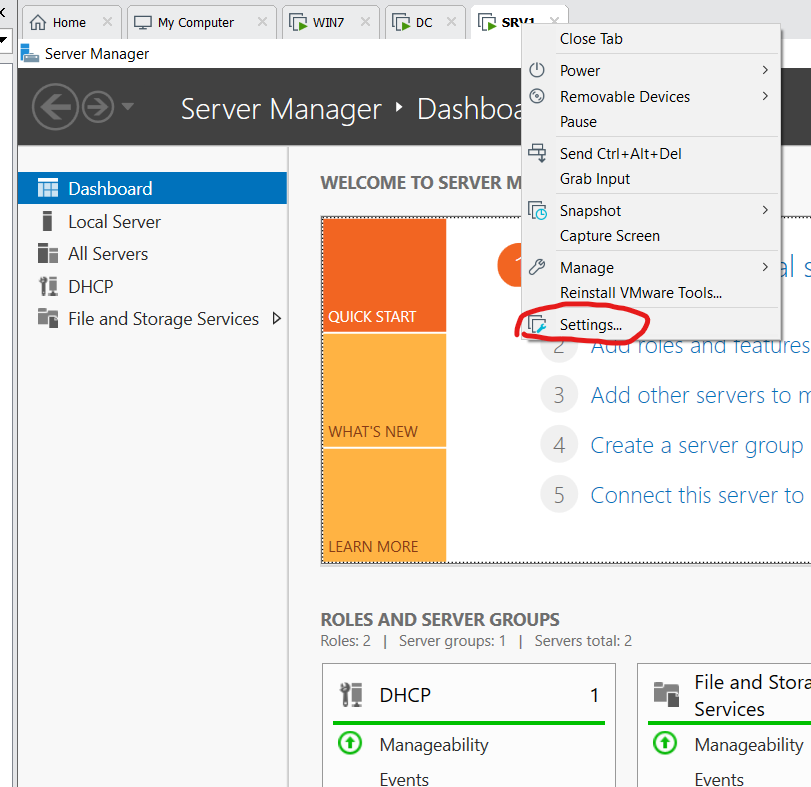 Home
My Computer
WIN7
DC
SRV1
Server Manager
Server Manager • Dashboa
Close Tab
Power
Removable Devices
Pause
Send Ctrl+Alt+Del
Grab Input
Snapshot
Capture Screen
Manage
Reinstall VMware Tools...
Settings...
Dashboard
Local Server
All Servers
DHCP
File and Storage Services
WELCOME TO SERVER M
QUICK START
WHAT'S NEW
LEARN MORE
1
al s
2 Add roles and features
3 Add other servers to m
4 Create a server group
5 Connect this server to
ROLES AND SERVER GROUPS
Roles: 2 | Server groups: 1 | Servers total: 2
DHCP 1
Manageability
Events
File and Stora
Services
Manageability
Events